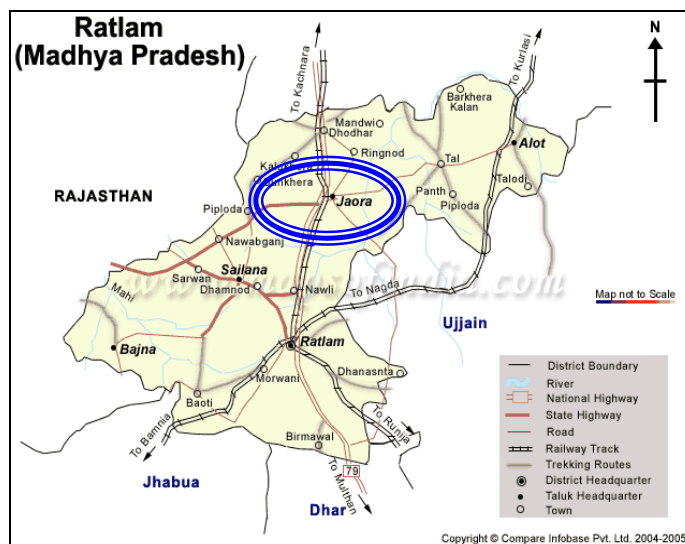 Ratlam
(Madhya Pradesh)
N
To Kachnara
To Kurlasi
Barkhera
Kalan
Mandwi
Dhodhar
Alot
Ringnod
Tal
RAJASTHAN
Talodi
Panth
Piploda
Jaora
Piploda
Nawabganj
Sailana
Sarwan
Dhamnod
Nawli
To Nagda
Mahi
Map not to Scale
Ujjain
Ratlam
Bajna
Morwani
Dhanasnta
Baoti
To Bamnia
Birmawal
To Runija
79
To Multhan
Jhabua
Dhar
District Boundary
River
National Highway
State Highway
Road
Railway Track
Trekking Routes
District Headquarter
Taluk Headquarter
Town
Copyright © Compare Infobase Pvt. Ltd. 2004-2005